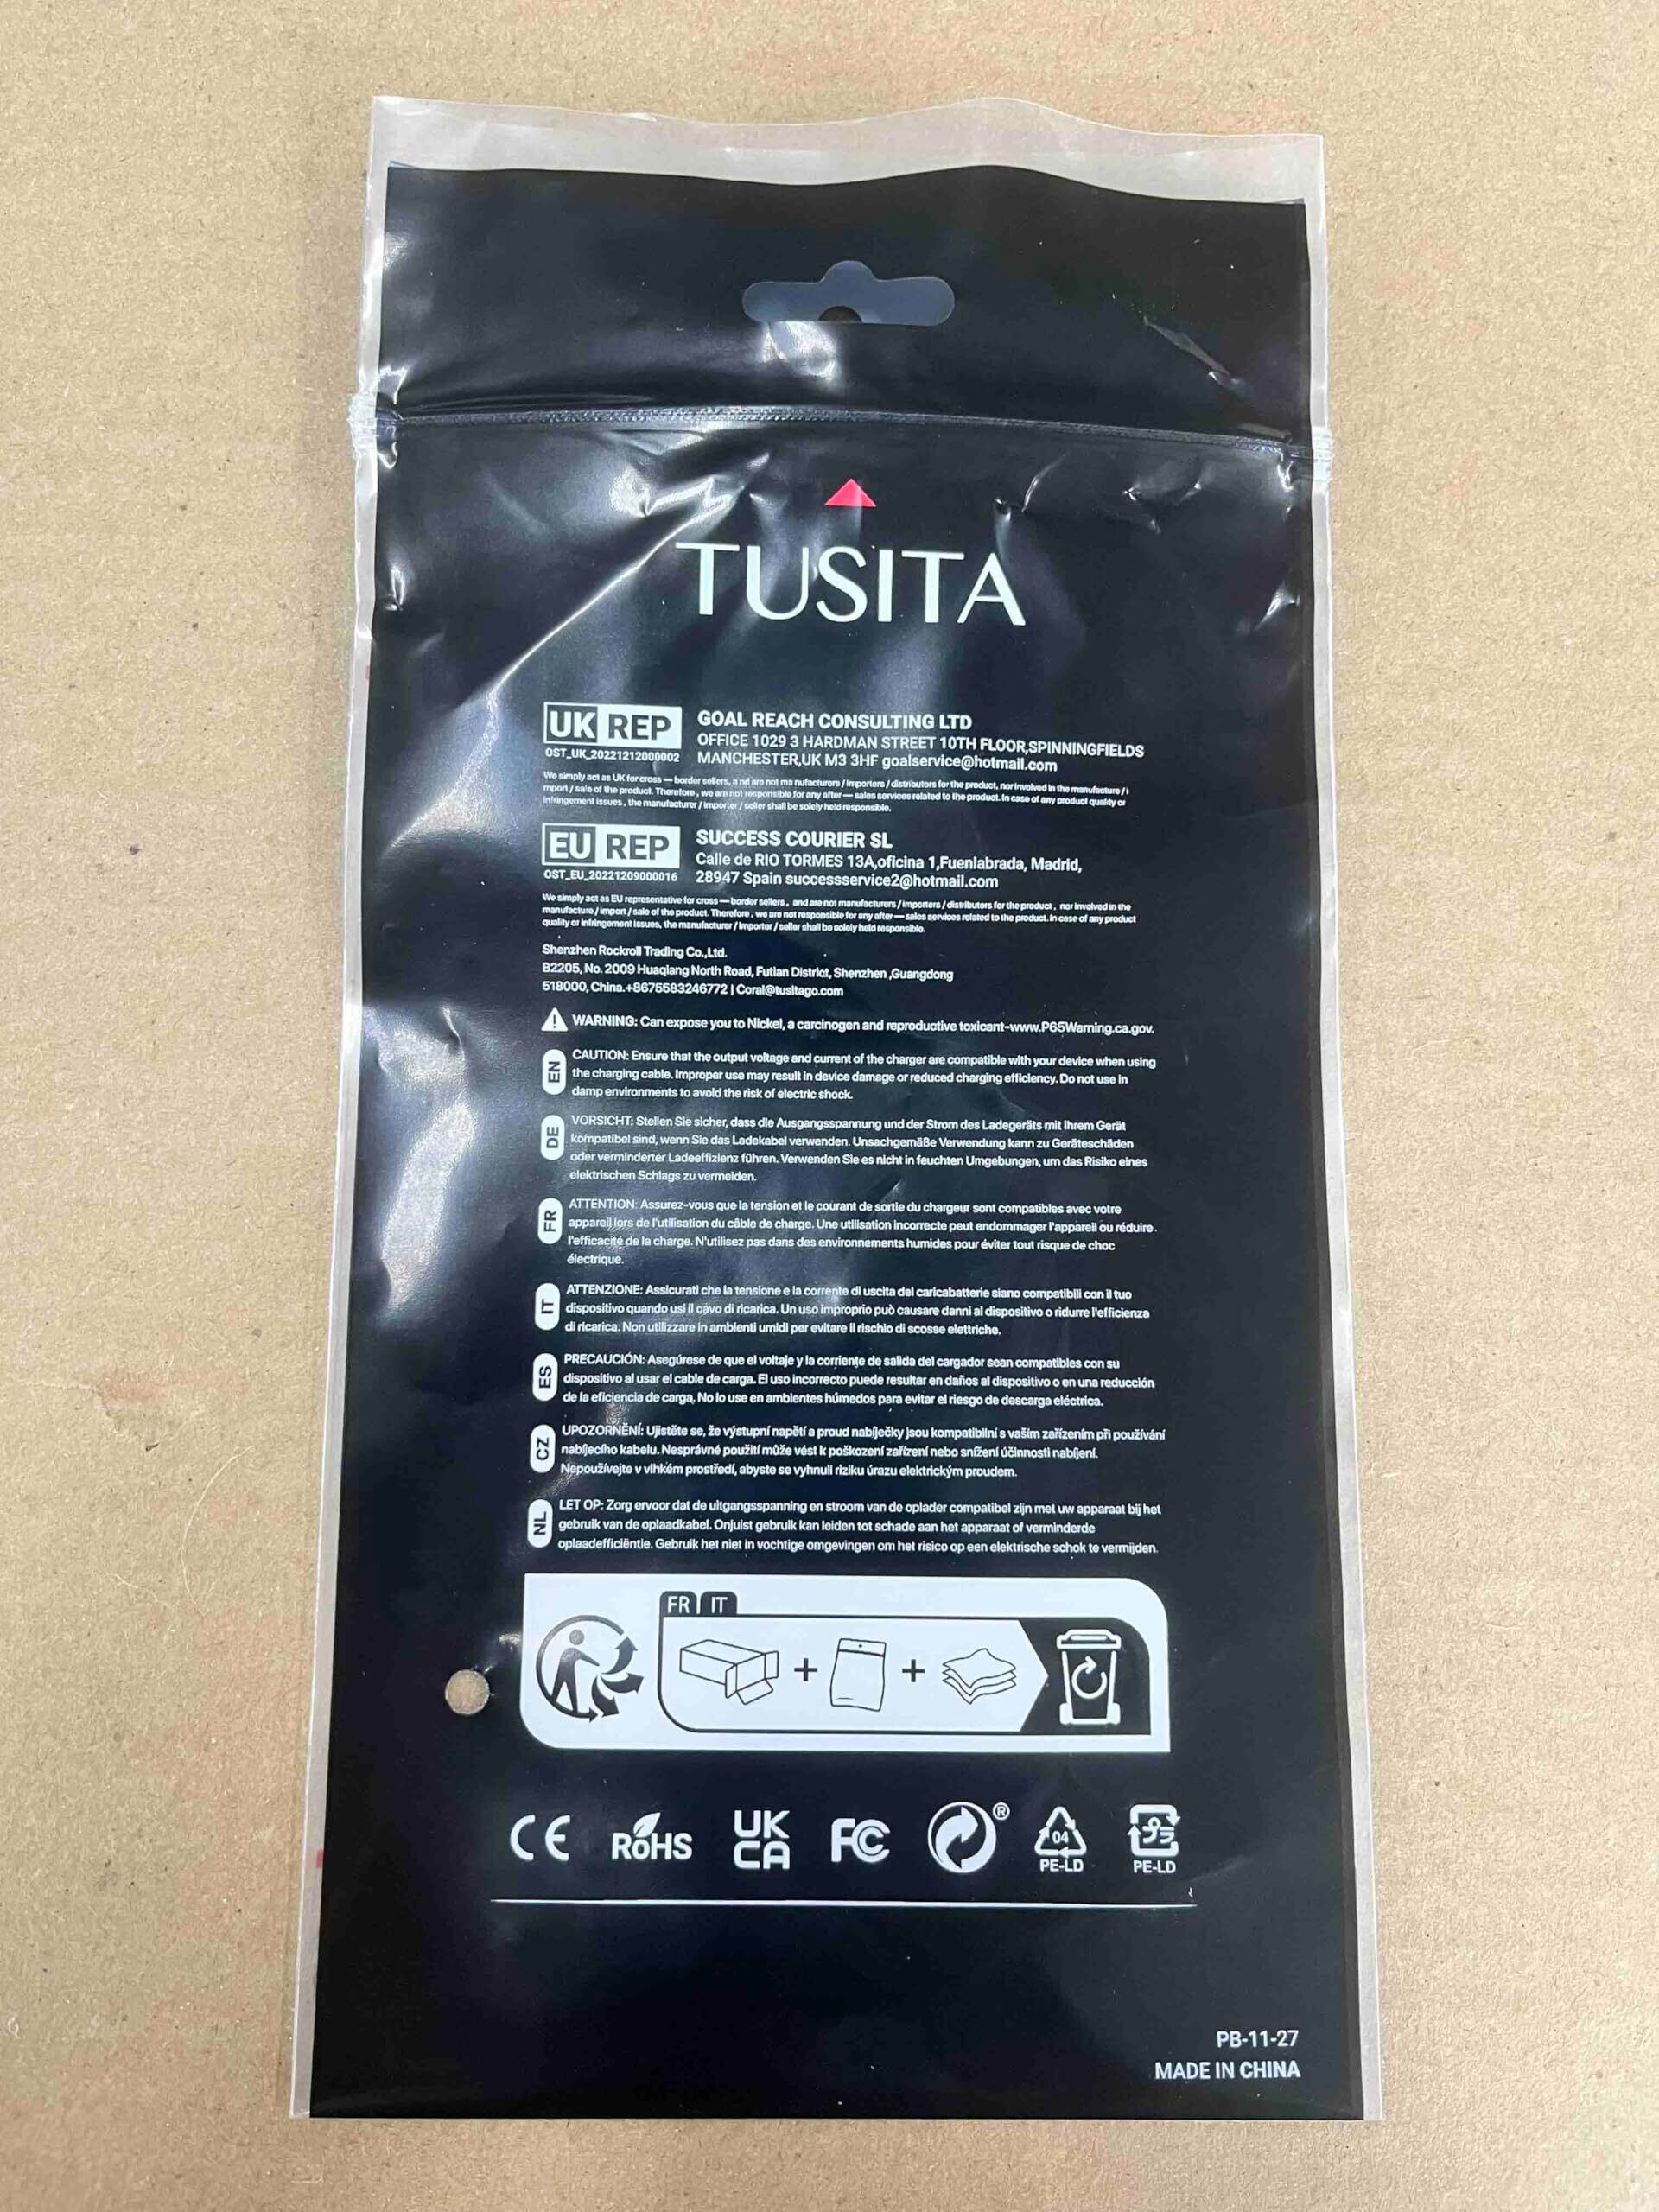 TUSITA
UK REP
OST_UK_20221212000002
GOAL REACH CONSULTING LTD
OFFICE 1029 3 HARDMAN STREET 10TH FLOOR,SPINNINGFIELDS
MANCHESTER,UK M3 3HF goalservice@hotmail.com
We simply act as UK for cross — border sellers, a nd are not ma nufacturers / importers / distributors for the product, nor involved in the manufacture / i
mport / sale of the product. Therefore , we are not responsible for any after — sales services related to the product. In case of any product quality or
infringement issues , the manufacturer / importer / seller shall be solely held responsible.
EU REP
OST_EU_20221209000016
SUCCESS COURIER SL
Calle de RIO TORMES 13A,oficina 1,Fuenlabrada, Madrid,
28947 Spain successservice2@hotmail.com
We simply act as EU representative for cross — border sellers , and are not manufacturers / importers / distributors for the product , nor involved in the
manufacture / import / sale of the product. Therefore , we are not responsible for any after — sales services related to the product. In case of any product
quality or infringement issues, the manufacturer / importer / seller shall be solely held responsible.
Shenzhen Rockroll Trading Co.,Ltd.
B2205, No. 2009 Huaqiang North Road, Futian District, Shenzhen ,Guangdong
518000, China.+8675583246772 | Coral@tusitago.com
WARNING: Can expose you to Nickel, a carcinogen and reproductive toxicant-www.P65Warning.ca.gov.
EN
CAUTION: Ensure that the output voltage and current of the charger are compatible with your device when using
the charging cable. Improper use may result in device damage or reduced charging efficiency. Do not use in
damp environments to avoid the risk of electric shock.
DE
VORSICHT: Stellen Sie sicher, dass die Ausgangsspannung und der Strom des Ladegeräts mit Ihrem Gerät
kompatibel sind, wenn Sie das Ladekabel verwenden. Unsachgemäße Verwendung kann zu Geräteschäden
oder verminderter Ladeeffizienz führen. Verwenden Sie es nicht in feuchten Umgebungen, um das Risiko eines
elektrischen Schlags zu vermeiden.
FR
ATTENTION: Assurez-vous que la tension et le courant de sortie du chargeur sont compatibles avec votre
appareil lors de l'utilisation du câble de charge. Une utilisation incorrecte peut endommager l'appareil ou réduire
l'efficacité de la charge. N'utilisez pas dans des environnements humides pour éviter tout risque de choc
électrique.
IT
ATTENZIONE: Assicurati che la tensione e la corrente di uscita del caricabatterie siano compatibili con il tuo
dispositivo quando usi il cavo di ricarica. Un uso improprio può causare danni al dispositivo o ridurre l'efficienza
di ricarica. Non utilizzare in ambienti umidi per evitare il rischio di scosse elettriche.
ES
PRECAUCIÓN: Asegúrese de que el voltaje y la corriente de salida del cargador sean compatibles con su
dispositivo al usar el cable de carga. El uso incorrecto puede resultar en daños al dispositivo o en una reducción
de la eficiencia de carga. No lo use en ambientes húmedos para evitar el riesgo de descarga eléctrica.
CZ
UPOZORNĚNÍ: Ujistěte se, že výstupní napětí a proud nabíječky jsou kompatibilní s vaším zařízením při používání
nabíjecího kabelu. Nesprávné použití může vést k poškození zařízení nebo snížení účinnosti nabíjení.
Nepoužívejte v vlhkém prostředí, abyste se vyhnuli riziku úrazu elektrickým proudem.
NL
LET OP: Zorg ervoor dat de uitgangsspanning en stroom van de oplader compatibel zijn met uw apparaat bij het
gebruik van de oplaadkabel. Onjuist gebruik kan leiden tot schade aan het apparaat of verminderde
oplaadefficiëntie. Gebruik het niet in vochtige omgevingen om het risico op een elektrische schok te vermijden.
FR IT
+ +
CE RoHS UK CA FC ® 04 PE-LD プラ PE-LD
PB-11-27
MADE IN CHINA